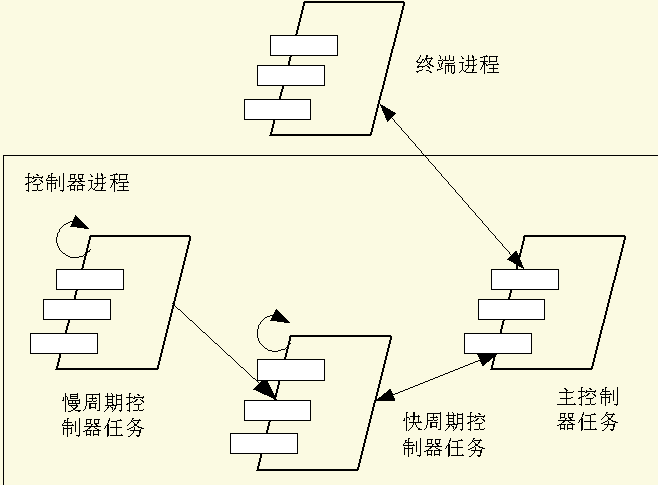 终端进程
控制器进程
慢周期控
制器任务
快周期控
制器任务
主控制
器任务